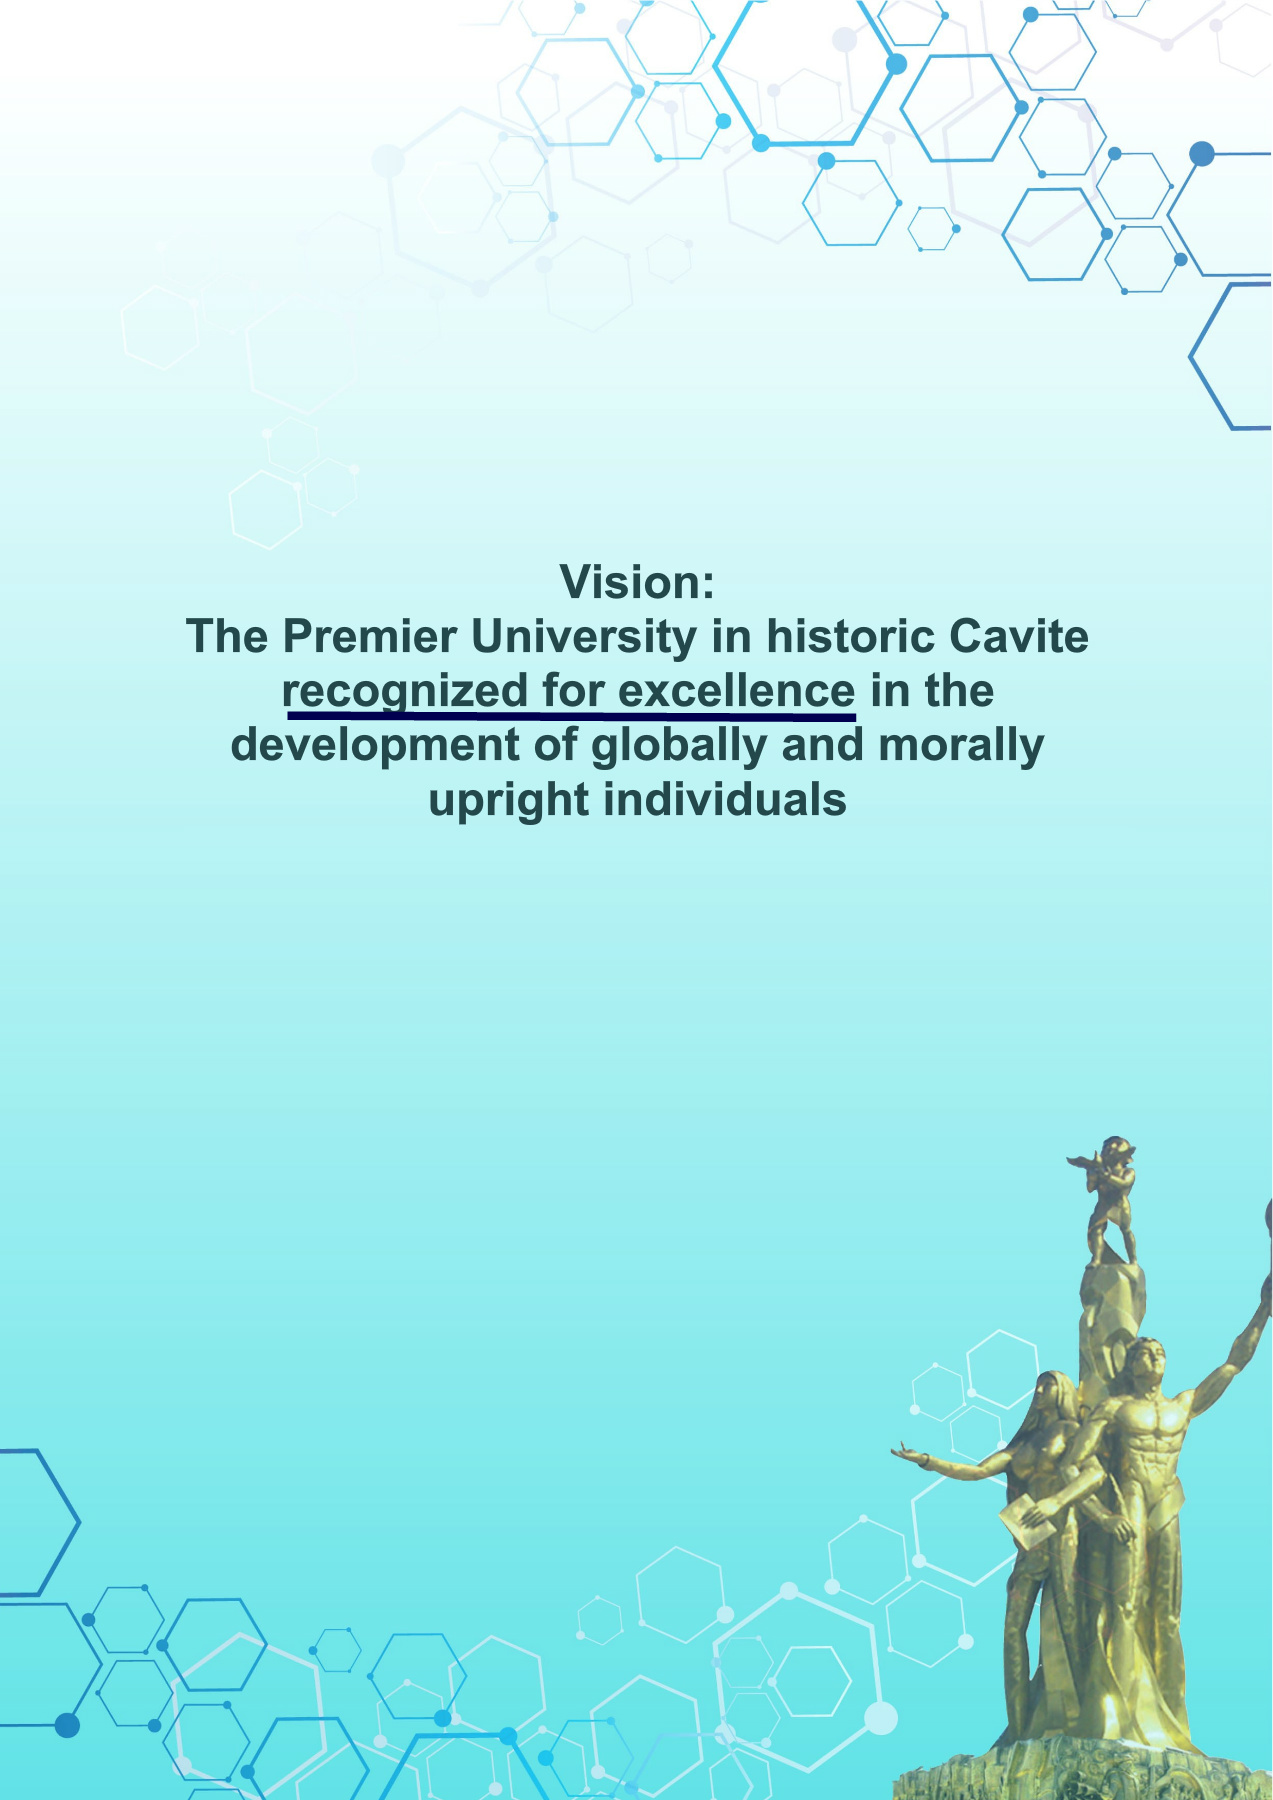 Vision:
The Premier University in historic Cavite
recognized for excellence in the
development of globally and morally
upright individuals